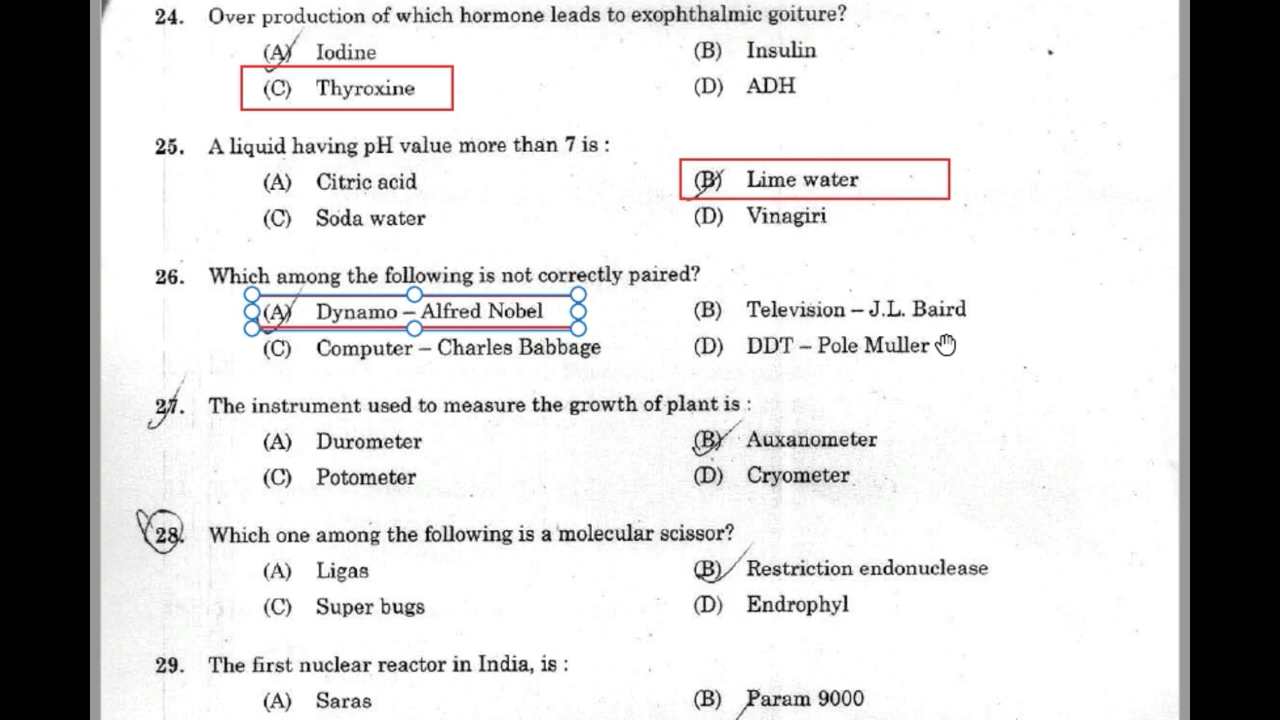 24. Over production of which hormone leads to exophthalmic goiture?
(A) Iodine (B) Insulin
(C) Thyroxine (D) ADH
25. A liquid having pH value more than 7 is :
(A) Citric acid (B) Lime water
(C) Soda water (D) Vinagiri
26. Which among the following is not correctly paired?
(A) Dynamo – Alfred Nobel (B) Television – J.L. Baird
(C) Computer – Charles Babbage (D) DDT – Pole Muller
27. The instrument used to measure the growth of plant is :
(A) Durometer (B) Auxanometer
(C) Potometer (D) Cryometer
28. Which one among the following is a molecular scissor?
(A) Ligas (B) Restriction endonuclease
(C) Super bugs (D) Endrophyl
29. The first nuclear reactor in India, is :
(A) Saras (B) Param 9000